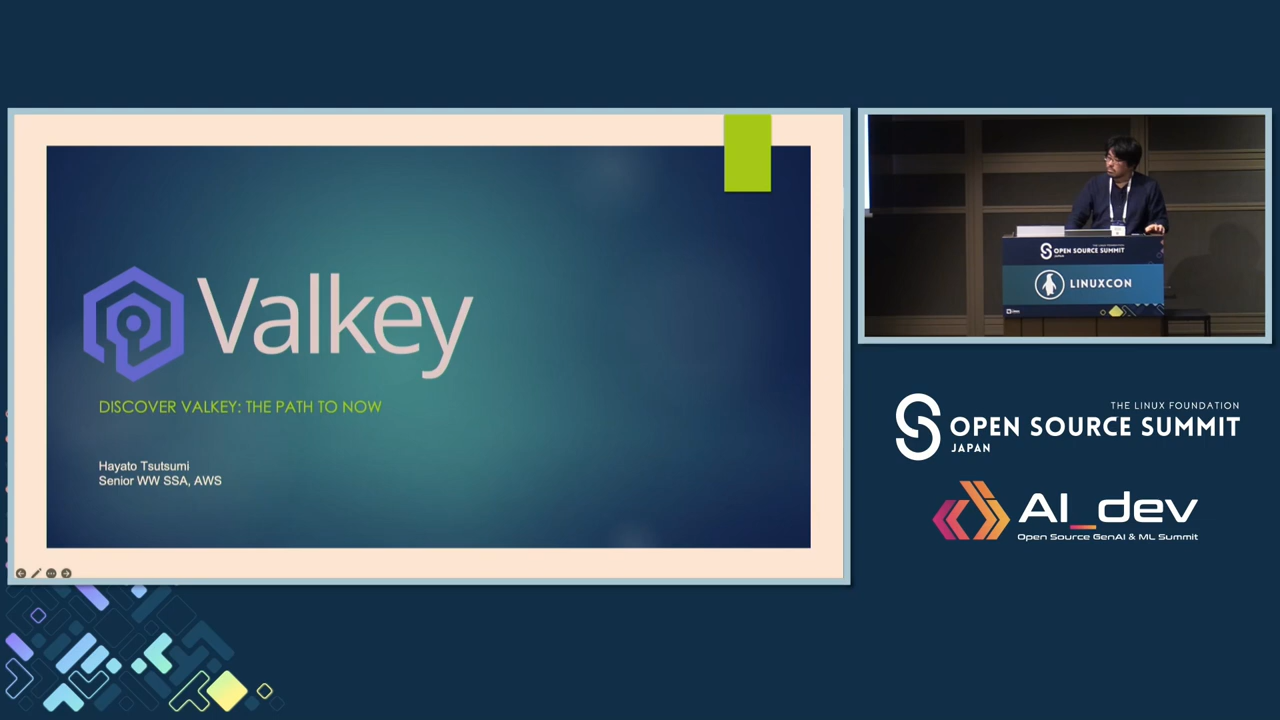 Valkey
DISCOVER VALKEY: THE PATH TO NOW
Hayato Tsutsumi
Senior WW SSA, AWS
OPEN SOURCE SUMMIT
LINUXCON
THE LINUX FOUNDATION
OPEN SOURCE SUMMIT
JAPAN
AI_dev
Open Source GenAI & ML Summit